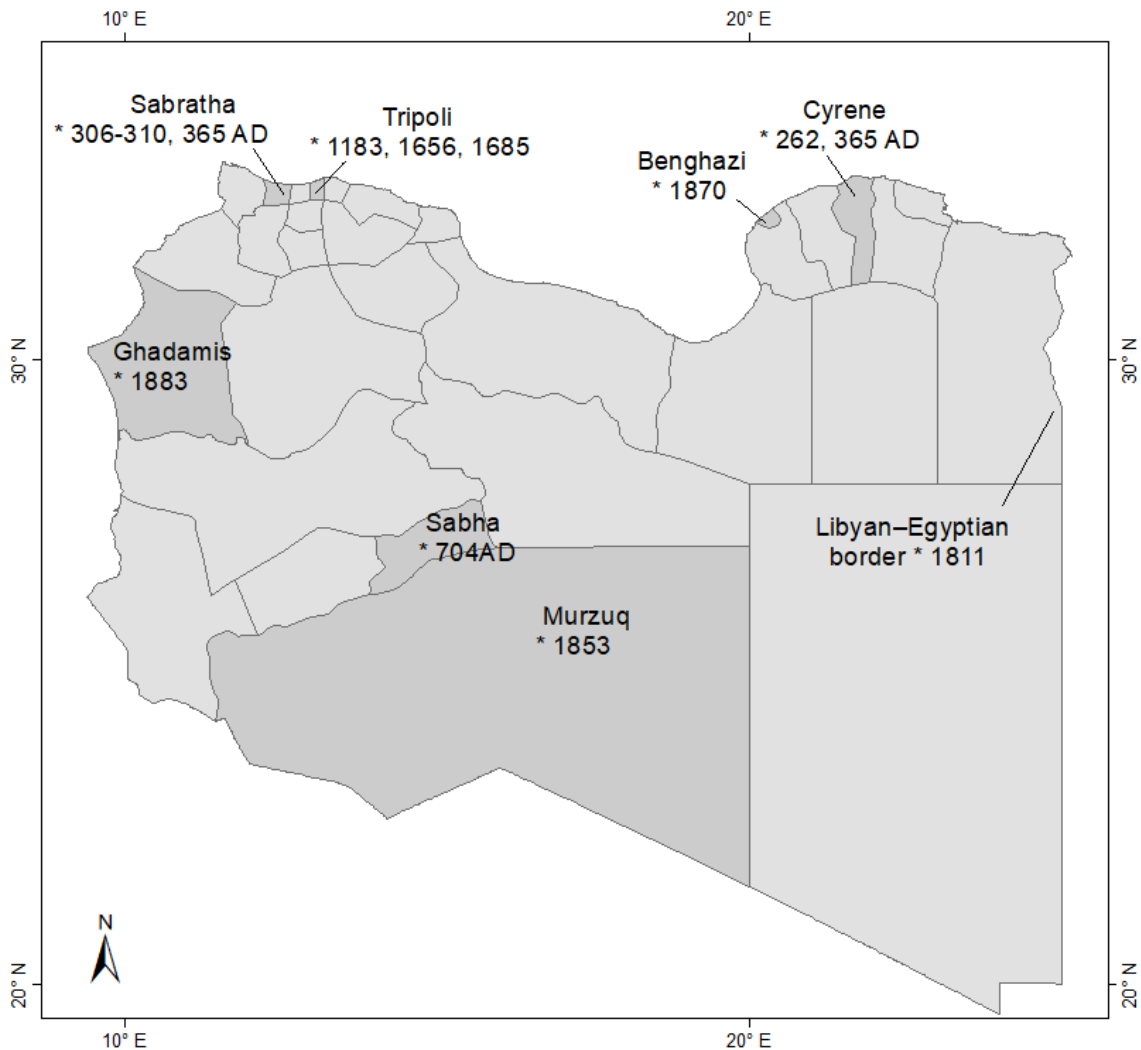 10° E
20° E
Sabratha
* 306-310, 365 AD
Tripoli
* 1183, 1656, 1685
Cyrene
* 262, 365 AD
Benghazi
* 1870
30° N
30° N
Ghadamis
* 1883
Sabha
* 704AD
Libyan–Egyptian
border * 1811
Murzuq
* 1853
N
20° N
20° N
10° E
20° E